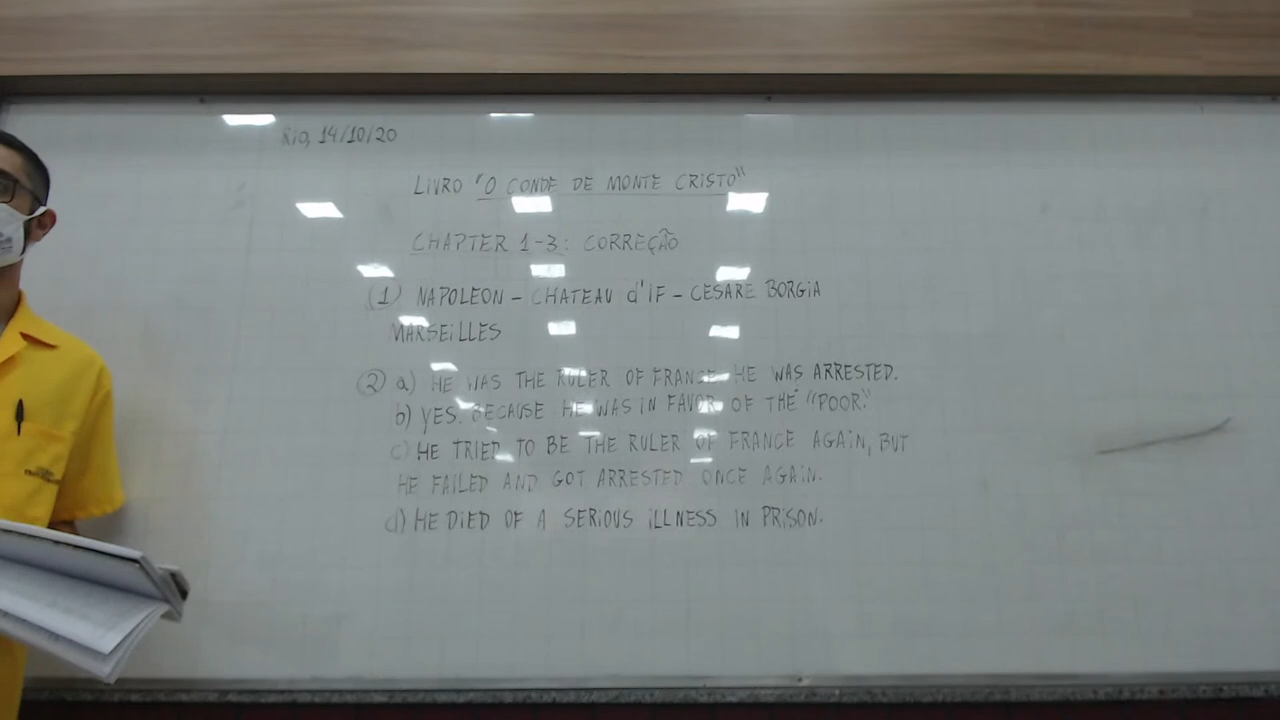 Rio, 14/10/20
LIVRO "O CONDE DE MONTE CRISTO"
CHAPTER 1-3: CORREÇÃO
(1) NAPOLEON - CHATEAU d'IF - CESARE BORGIA
MARSEILLES
(2) a) HE WAS THE RULER OF FRANCE. HE WAS ARRESTED.
b) YES. BECAUSE HE WAS IN FAVOR OF THE "POOR."
c) HE TRIED TO BE THE RULER OF FRANCE AGAIN, BUT
HE FAILED AND GOT ARRESTED ONCE AGAIN.
d) HE DIED OF A SERIOUS ILLNESS IN PRISON.